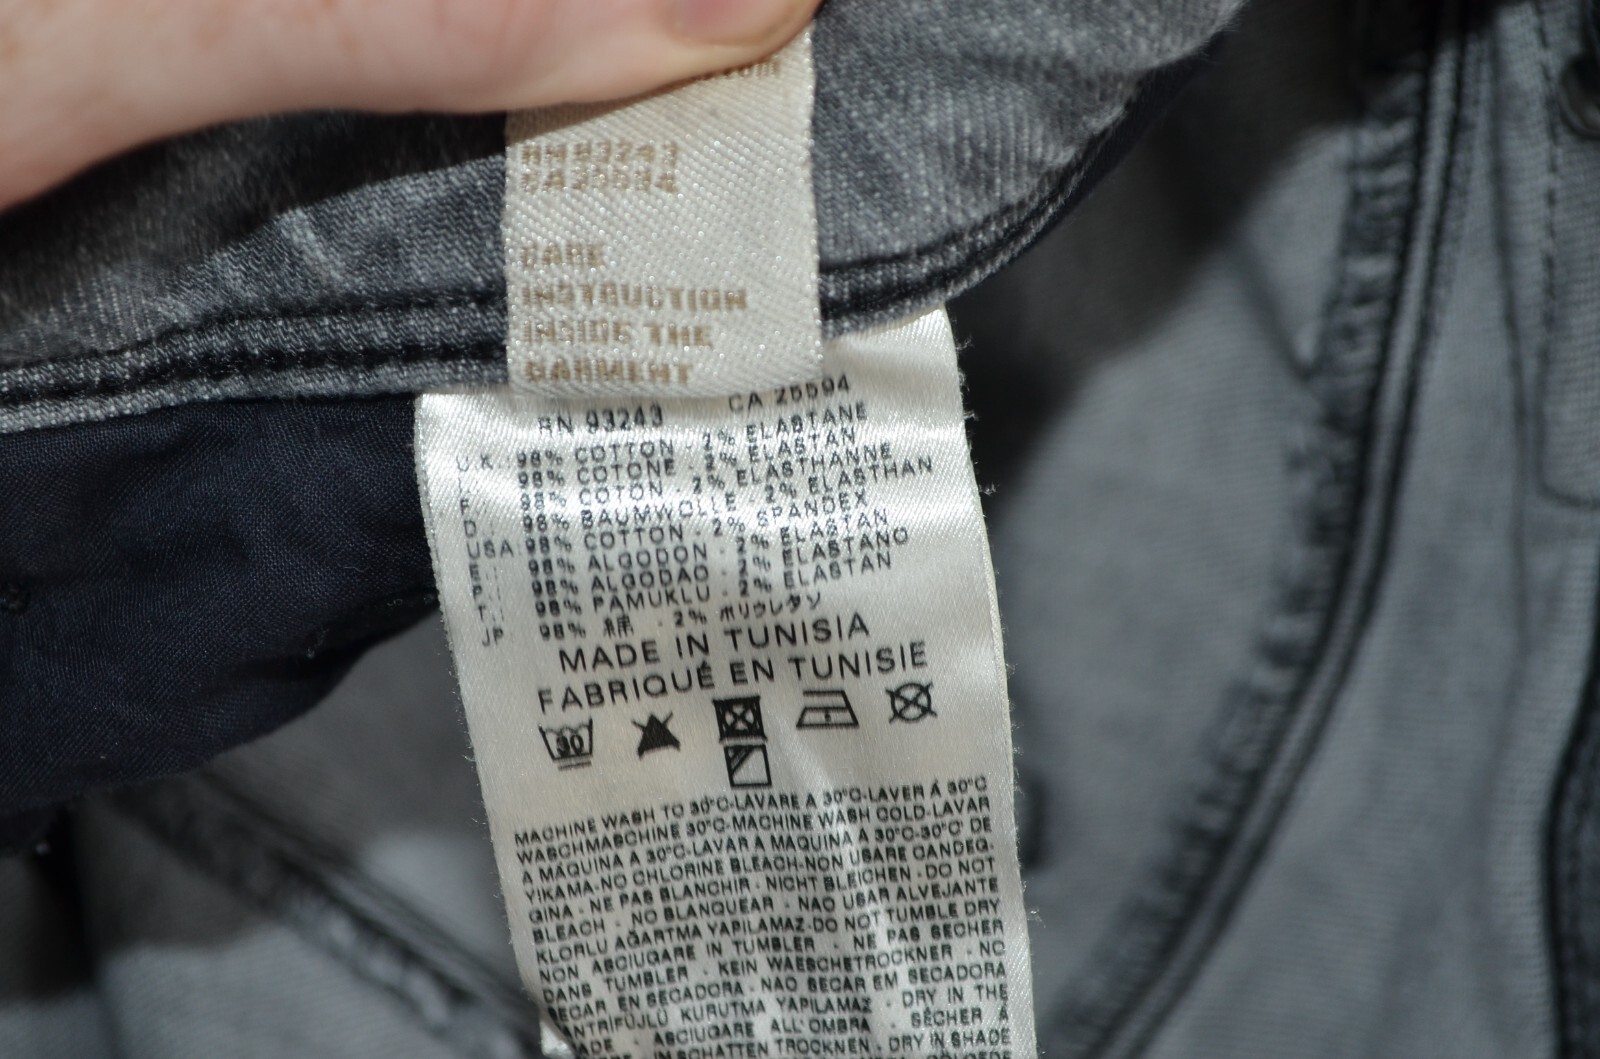 .com
RN93243
CA25594
CARE
INSTRUCTION
INSIDE THE
GARMENT
RN 93243 CA 25594
U.K.: 98% COTTON - 2% ELASTANE
98% COTONE - 2% ELASTAN
F.: 98% COTON - 2% ELASTHANNE
D.: 98% BAUMWOLLE - 2% ELASTHAN
USA: 98% COTTON - 2% SPANDEX
E.: 98% ALGODON - 2% ELASTAN
P.: 98% ALGODAO - 2% ELASTANO
T.: 98% PAMUKLU - 2% ELASTAN
JP 98% 綿 - 2% ポリウレタン
MADE IN TUNISIA
FABRIQUÉ EN TUNISIE
30
MACHINE WASH TO 30°C-LAVARE A 30°C-LAVER Á 30°C
WASCHMASCHINE 30°C-MACHINE WASH COLD-LAVAR
A MÁQUINA A 30°C-LAVAR A MAQUINA A 30°C-30°C' DE
YIKAMA-NO CHLORINE BLEACH-NON USARE CANDEG-
GINA - NE PAS BLANCHIR - NICHT BLEICHEN - DO NOT
BLEACH - NO BLANQUEAR - NAO USAR ALVEJANTE
KLORLU AĞARTMA YAPILAMAZ-DO NOT TUMBLE DRY
NON ASCIUGARE IN TUMBLER - NE PAS SECHER
DANS TUMBLER - KEIN WAESCHETROCKNER - NO
SECAR EN SECADORA - NAO SECAR EM SECADORA
SANTRIFÜJLÜ KURUTMA YAPILAMAZ - DRY IN THE
SHADE - ASCIUGARE ALL'OMBRA - SÉCHER Á
IM SCHATTEN TROCKNEN - DRY IN SHADE